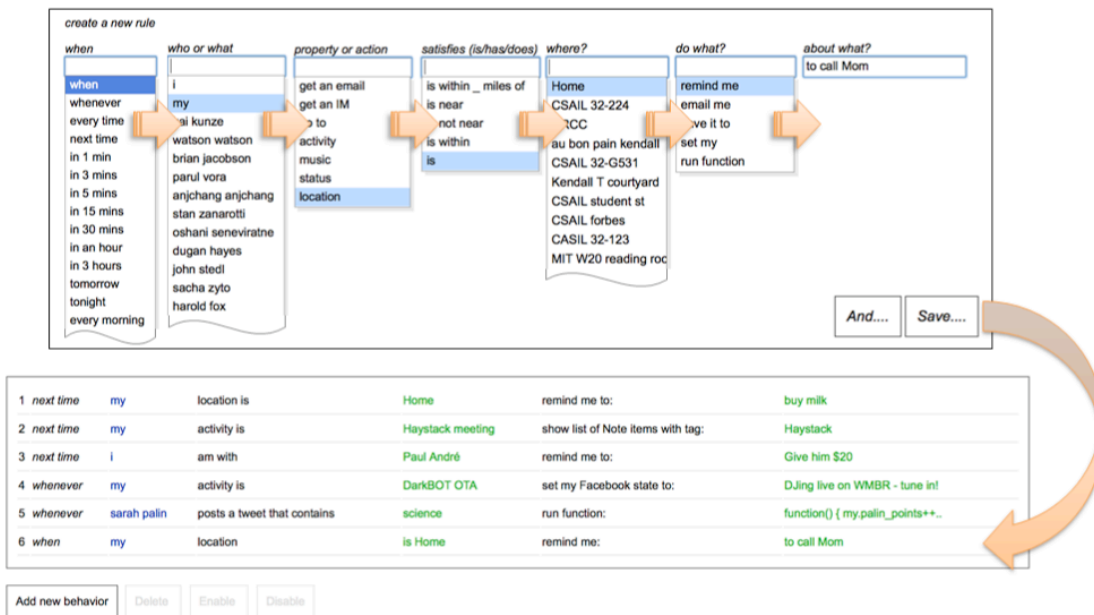 create a new rule
when who or what property or action satisfies (is/has/does) where? do what? about what?
to call Mom
when
whenever
every time
next time
in 1 min
in 3 mins
in 5 mins
in 15 mins
in 30 mins
in an hour
in 3 hours
tomorrow
tonight
every morning
i
my
kunze
watson watson
brian jacobson
parul vora
anjchang anjchang
stan zanarotti
oshani seneviratne
dugan hayes
john stedl
sacha zyto
harold fox
get an email
get an IM
to
activity
music
status
location
is within _ miles of
is near
not near
is within
is
Home
CSAIL 32-224
au bon pain kendall
CSAIL 32-G531
Kendall T courtyard
CSAIL student st
CSAIL forbes
CASIL 32-123
MIT W20 reading roo
remind me
email me
it to
set my
run function
And.... Save....
1 next time my location is Home remind me to: buy milk
2 next time my activity is Haystack meeting show list of Note items with tag: Haystack
3 next time i am with Paul André remind me to: Give him $20
4 whenever my activity is DarkBOT OTA set my Facebook state to: DJing live on WMBR - tune in!
5 whenever sarah palin posts a tweet that contains science run function: function() { my.palin_points++..
6 when my location is Home remind me: to call Mom
Add new behavior Delete Enable Disable